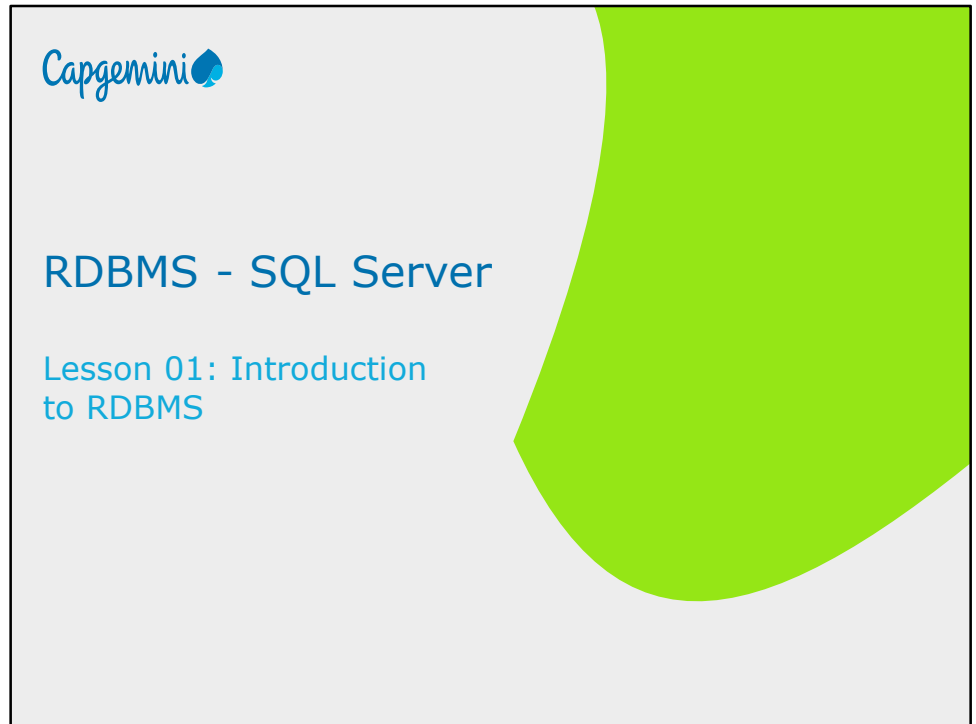 Capgemini
RDBMS - SQL Server
Lesson 01: Introduction
to RDBMS